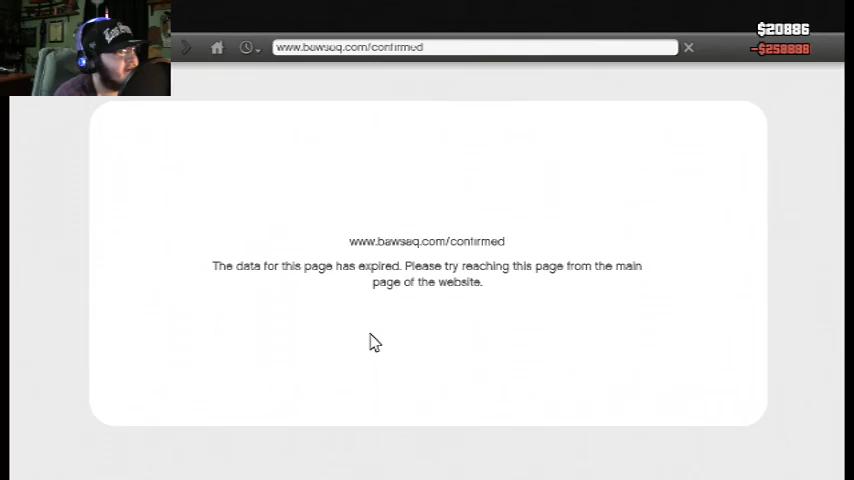 $20886
www.bawsaq.com/confirmed
-$258888
www.bawsaq.com/confirmed
The data for this page has expired. Please try reaching this page from the main
page of the website.